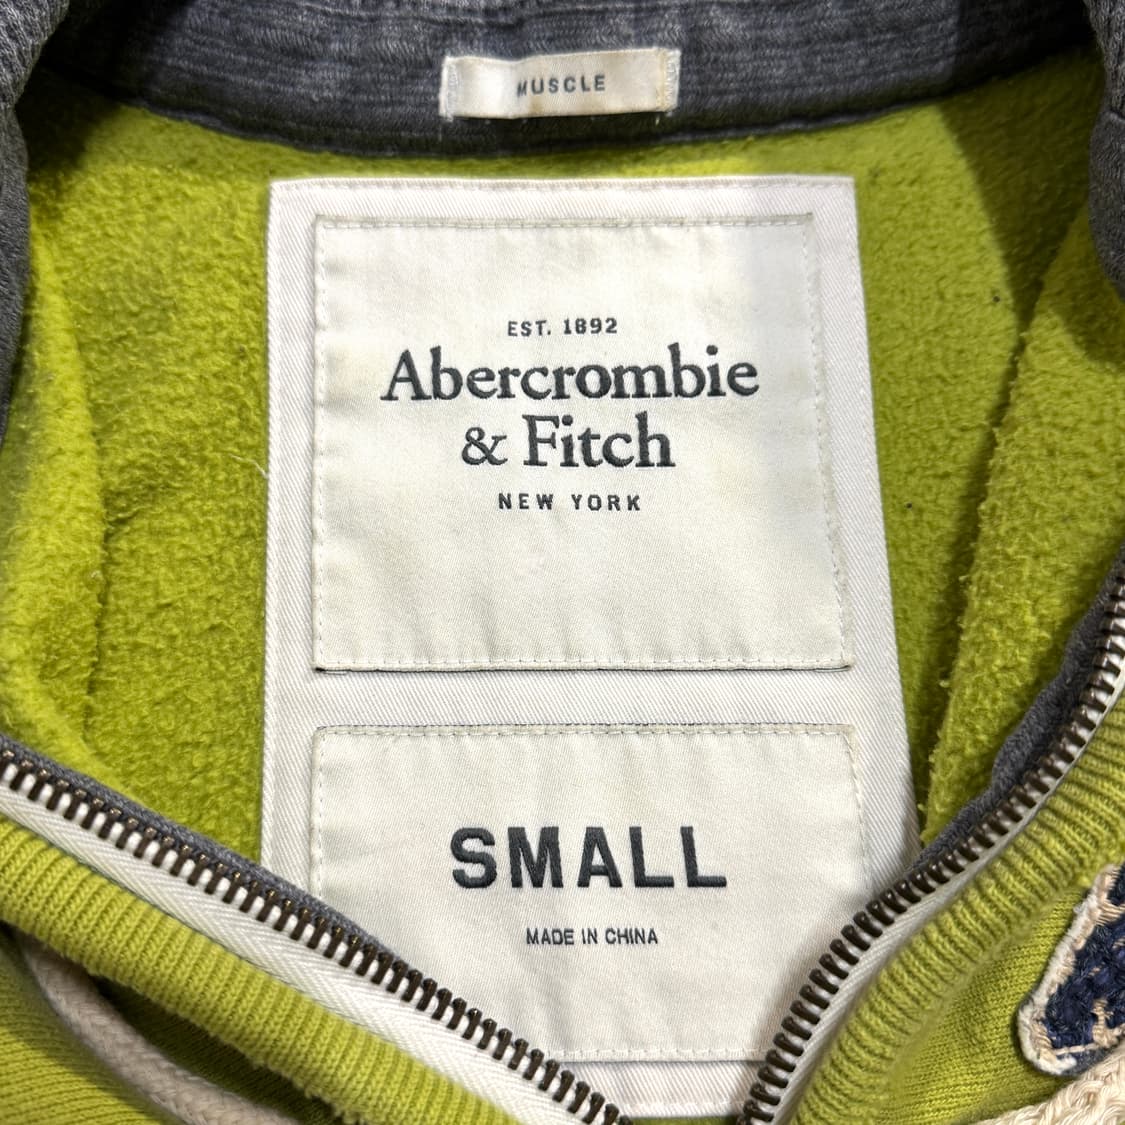 MUSCLE
EST. 1892
Abercrombie
& Fitch
NEW YORK
SMALL
MADE IN CHINA